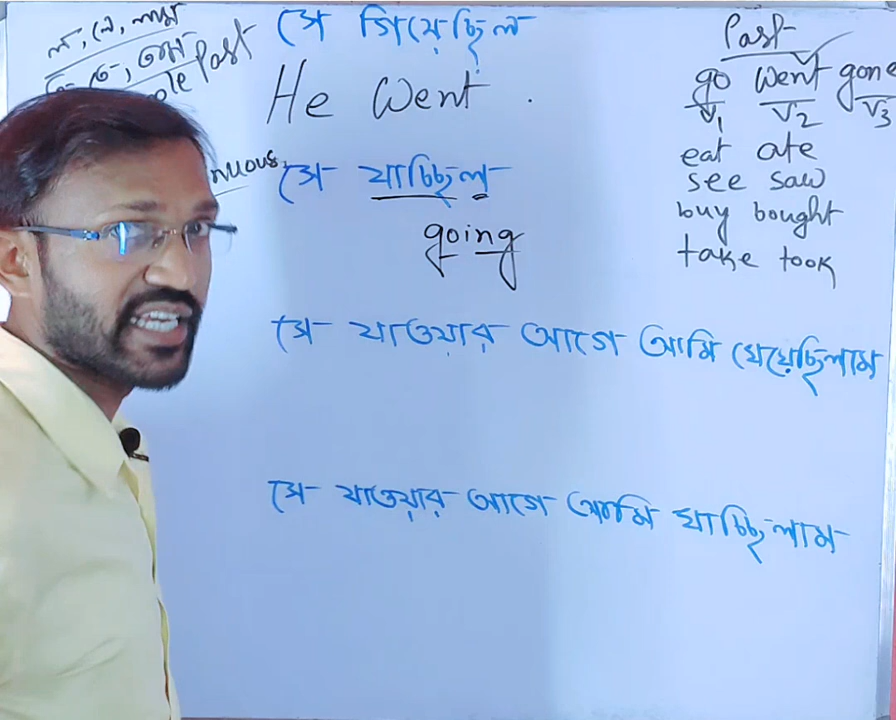 ল, লে, লাম
Past
সে গিয়েছিল
He Went .
nuous
সে যাচ্ছিল
going
সে যাওয়ার আগে আমি খেয়েছিলাম
সে যাওয়ার আগে আমি খাচ্ছিলাম
Past
go went gone
V1 V2 V3
eat ate
see saw
buy bought
take took